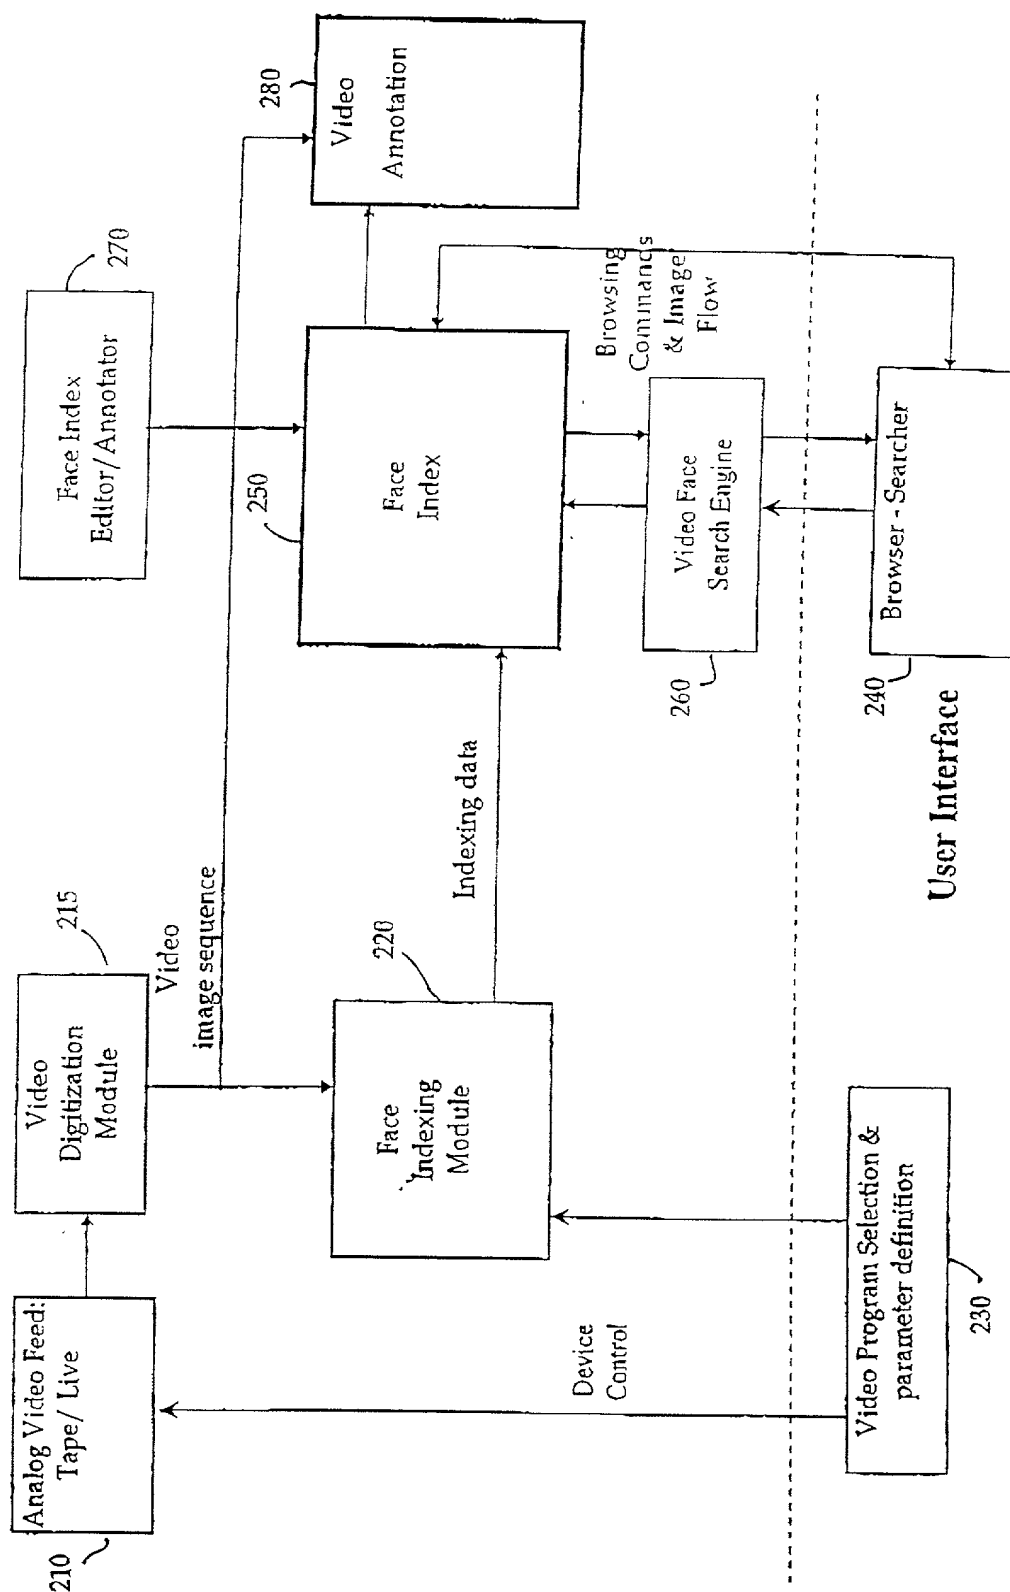 210
Analog Video Feed:
Tape/ Live
Video
Digitization
Module
215
Face Index
Editor/Annotator
270
Video
image sequence
280
Video
Annotation
Face
Indexing
Module
220
Indexing data
250
Face
Index
Device
Control
Browsing
Commands
& Image
Flow
260
Video Face
Search Engine
Video Program Selection &
parameter definition
230
240
Browser - Searcher
User Interface